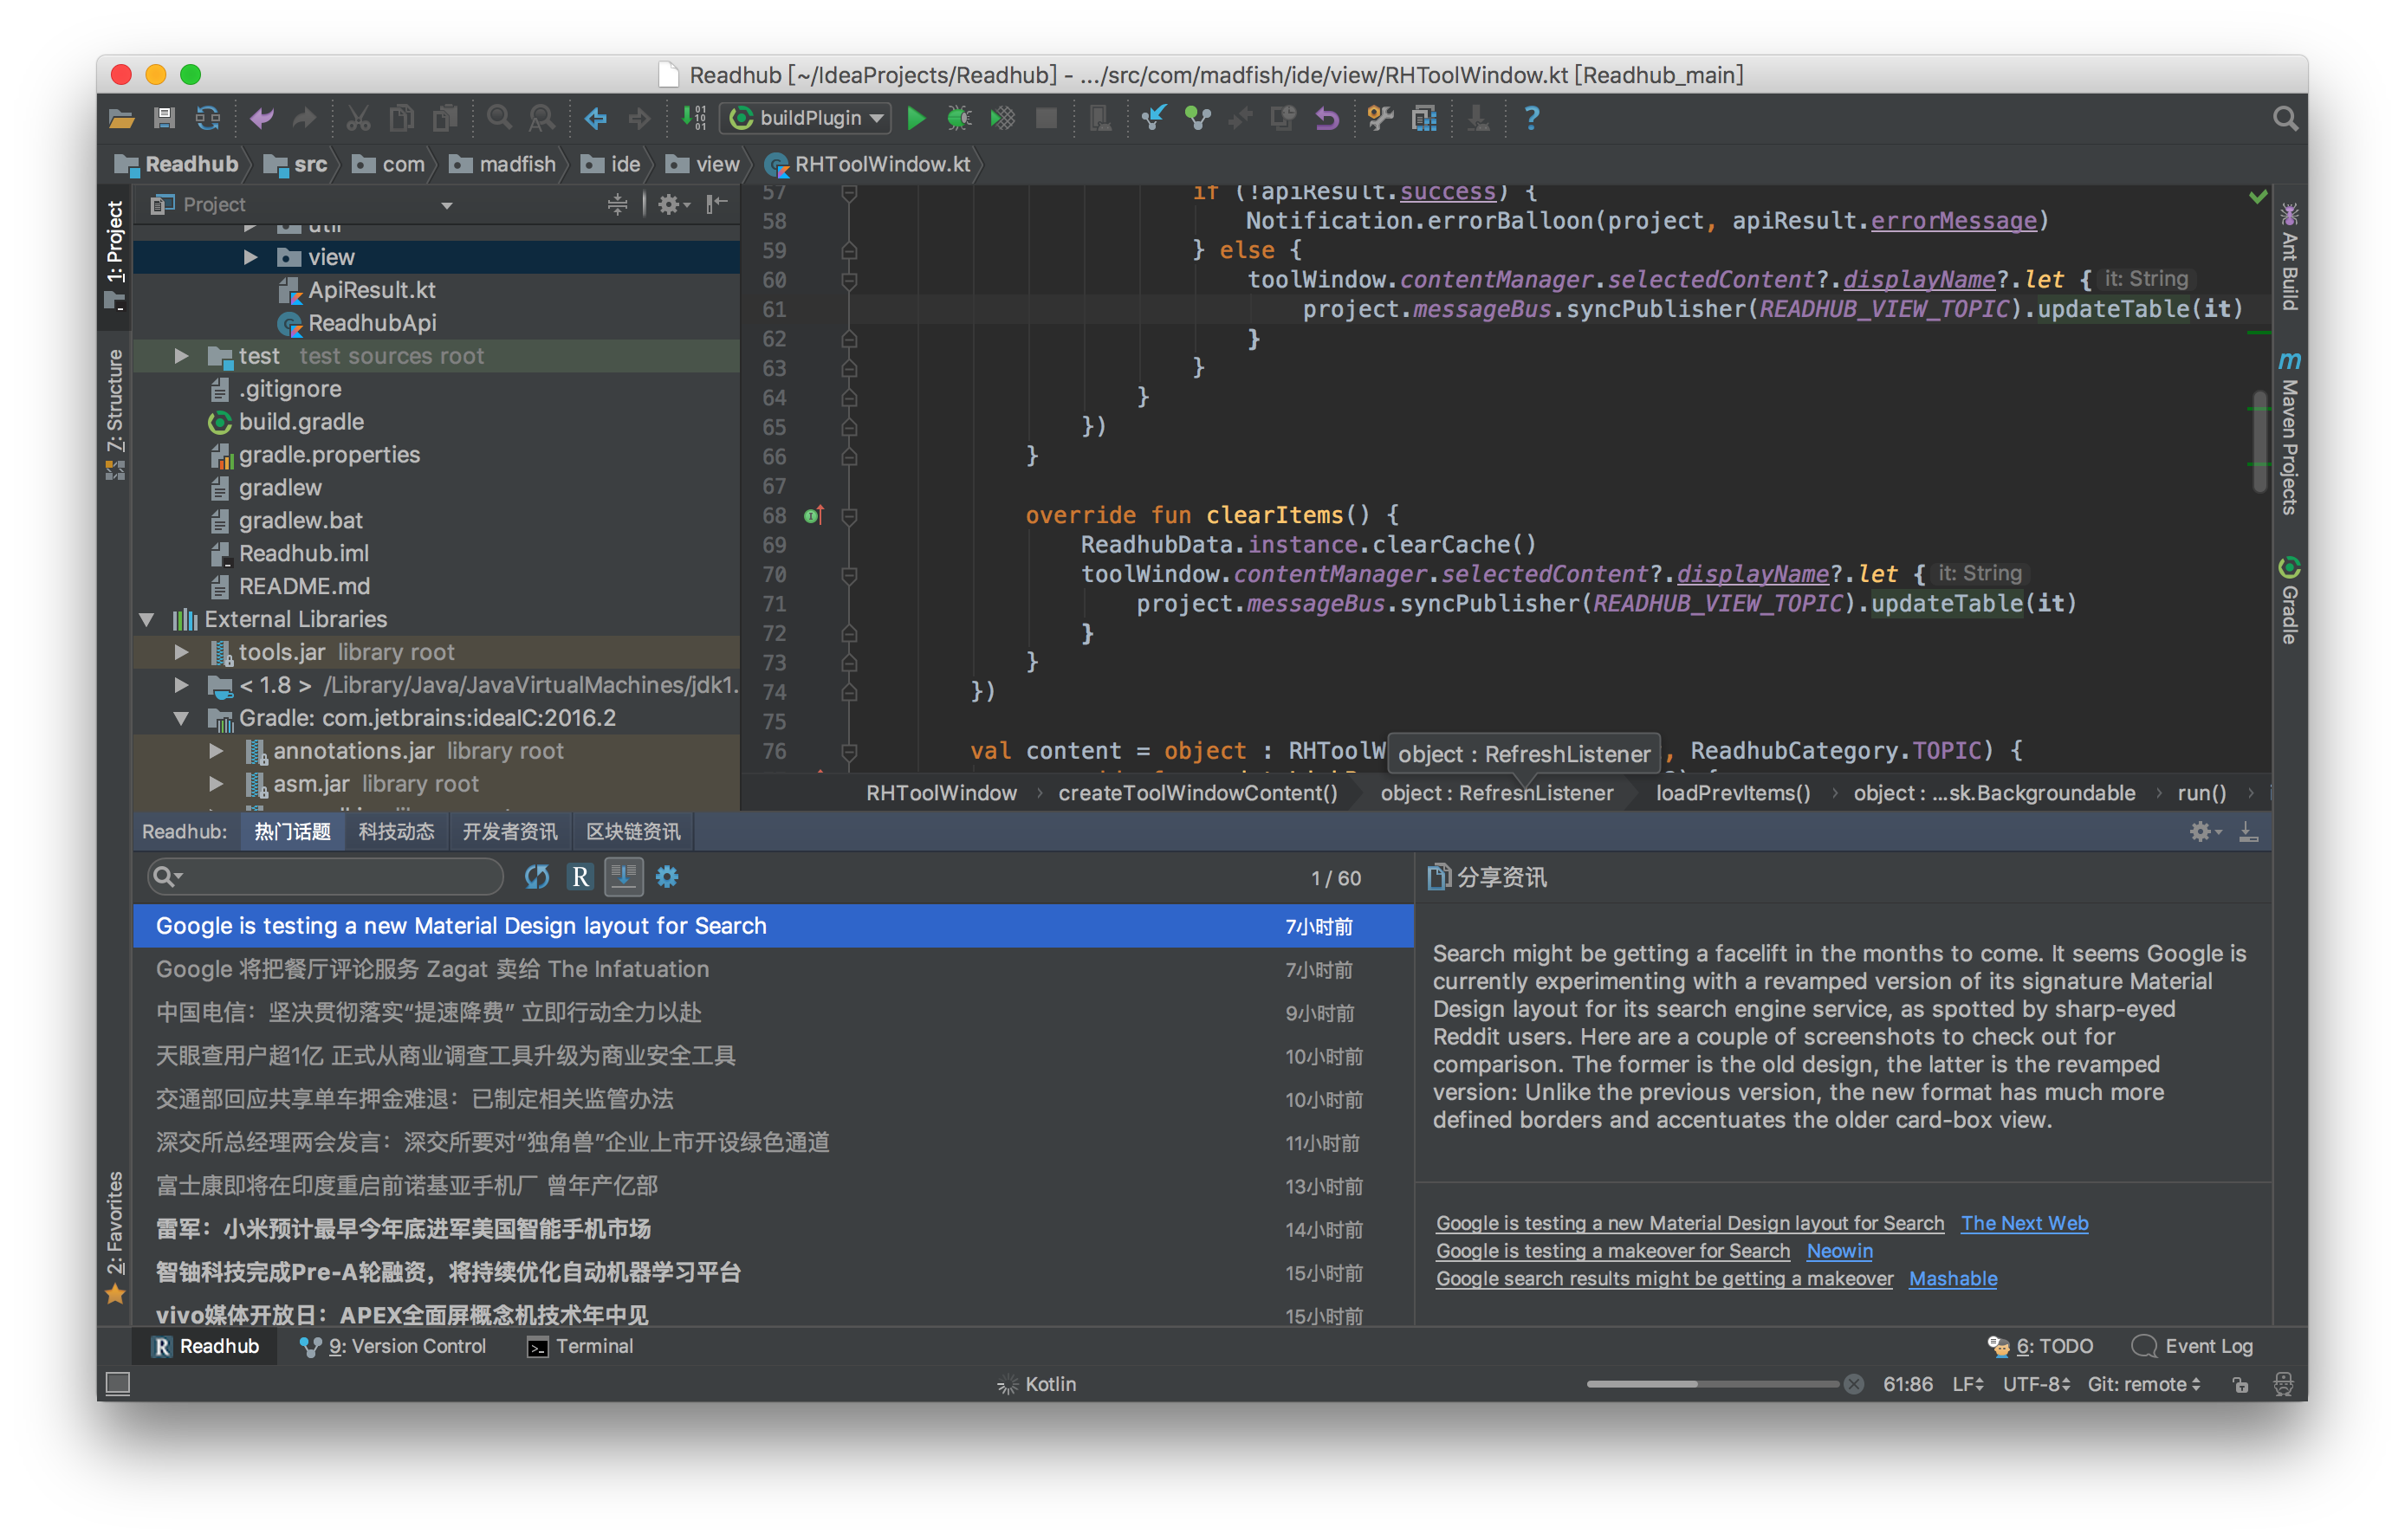 Readhub [~/IdeaProjects/Readhub] - .../src/com/madfish/ide/view/RHToolWindow.kt [Readhub_main]
buildPlugin
Readhub src com madfish ide view RHToolWindow.kt
1: Project
Z: Structure
2: Favorites
Project
util
view
ApiResult.kt
ReadhubApi
test test sources root
.gitignore
build.gradle
gradle.properties
gradlew
gradlew.bat
Readhub.iml
README.md
External Libraries
tools.jar library root
< 1.8 > /Library/Java/JavaVirtualMachines/jdk1.
Gradle: com.jetbrains:ideaIC:2016.2
annotations.jar library root
asm.jar library root
57 if (!apiResult.success) {
58 Notification.errorBalloon(project, apiResult.errorMessage)
59 } else {
60 toolWindow.contentManager.selectedContent?.displayName?.let { it: String
61 project.messageBus.syncPublisher(READHUB_VIEW_TOPIC).updateTable(it)
62 }
63 }
64 }
65 })
66 }
67
68 override fun clearItems() {
69 ReadhubData.instance.clearCache()
70 toolWindow.contentManager.selectedContent?.displayName?.let { it: String
71 project.messageBus.syncPublisher(READHUB_VIEW_TOPIC).updateTable(it)
72 }
73 }
74 })
75
76 val content = object : RHToolW , ReadhubCategory.TOPIC) {
object : RefreshListener
RHToolWindow › createToolWindowContent() object : RefreshListener loadPrevItems() › object : ...sk.Backgroundable › run() ›
Ant Build
Maven Projects
Gradle
Readhub: 热门话题 科技动态 开发者资讯 区块链资讯
R 1 / 60
Google is testing a new Material Design layout for Search 7小时前
Google 将把餐厅评论服务 Zagat 卖给 The Infatuation 7小时前
中国电信：坚决贯彻落实“提速降费” 立即行动全力以赴 9小时前
天眼查用户超1亿 正式从商业调查工具升级为商业安全工具 10小时前
交通部回应共享单车押金难退：已制定相关监管办法 10小时前
深交所总经理两会发言：深交所要对“独角兽”企业上市开设绿色通道 11小时前
富士康即将在印度重启前诺基亚手机厂 曾年产亿部 13小时前
雷军：小米预计最早今年底进军美国智能手机市场 14小时前
智铀科技完成Pre-A轮融资，将持续优化自动机器学习平台 15小时前
vivo媒体开放日：APEX全面屏概念机技术年中见 15小时前
分享资讯
Search might be getting a facelift in the months to come. It seems Google is
currently experimenting with a revamped version of its signature Material
Design layout for its search engine service, as spotted by sharp-eyed
Reddit users. Here are a couple of screenshots to check out for
comparison. The former is the old design, the latter is the revamped
version: Unlike the previous version, the new format has much more
defined borders and accentuates the older card-box view.
Google is testing a new Material Design layout for Search The Next Web
Google is testing a makeover for Search Neowin
Google search results might be getting a makeover Mashable
R Readhub 9: Version Control Terminal 6: TODO Event Log
Kotlin 61:86 LF UTF-8 Git: remote